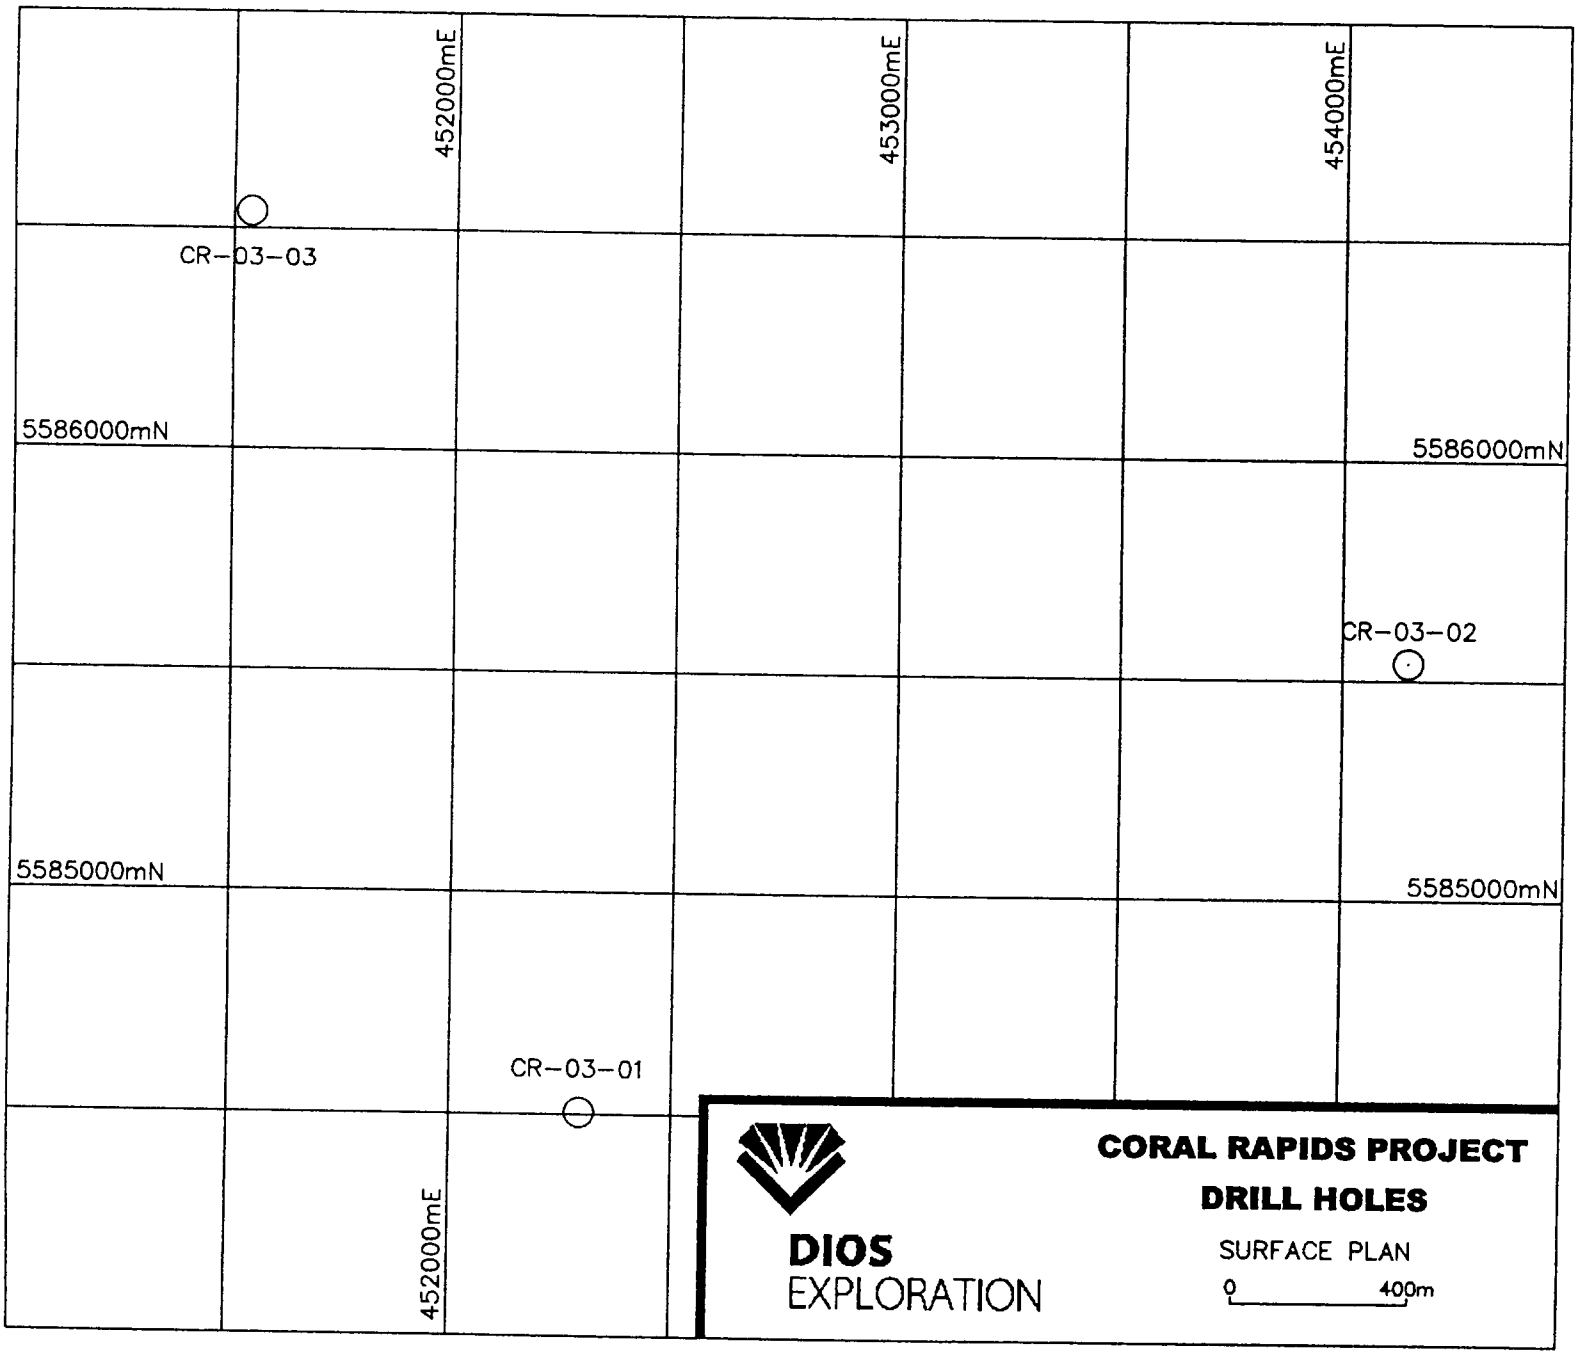 452000mE
453000mE
454000mE
CR-03-03
5586000mN
5586000mN
CR-03-02
5585000mN
5585000mN
CR-03-01
452000mE
DIOS
EXPLORATION
CORAL RAPIDS PROJECT
DRILL HOLES
SURFACE PLAN
0 400m